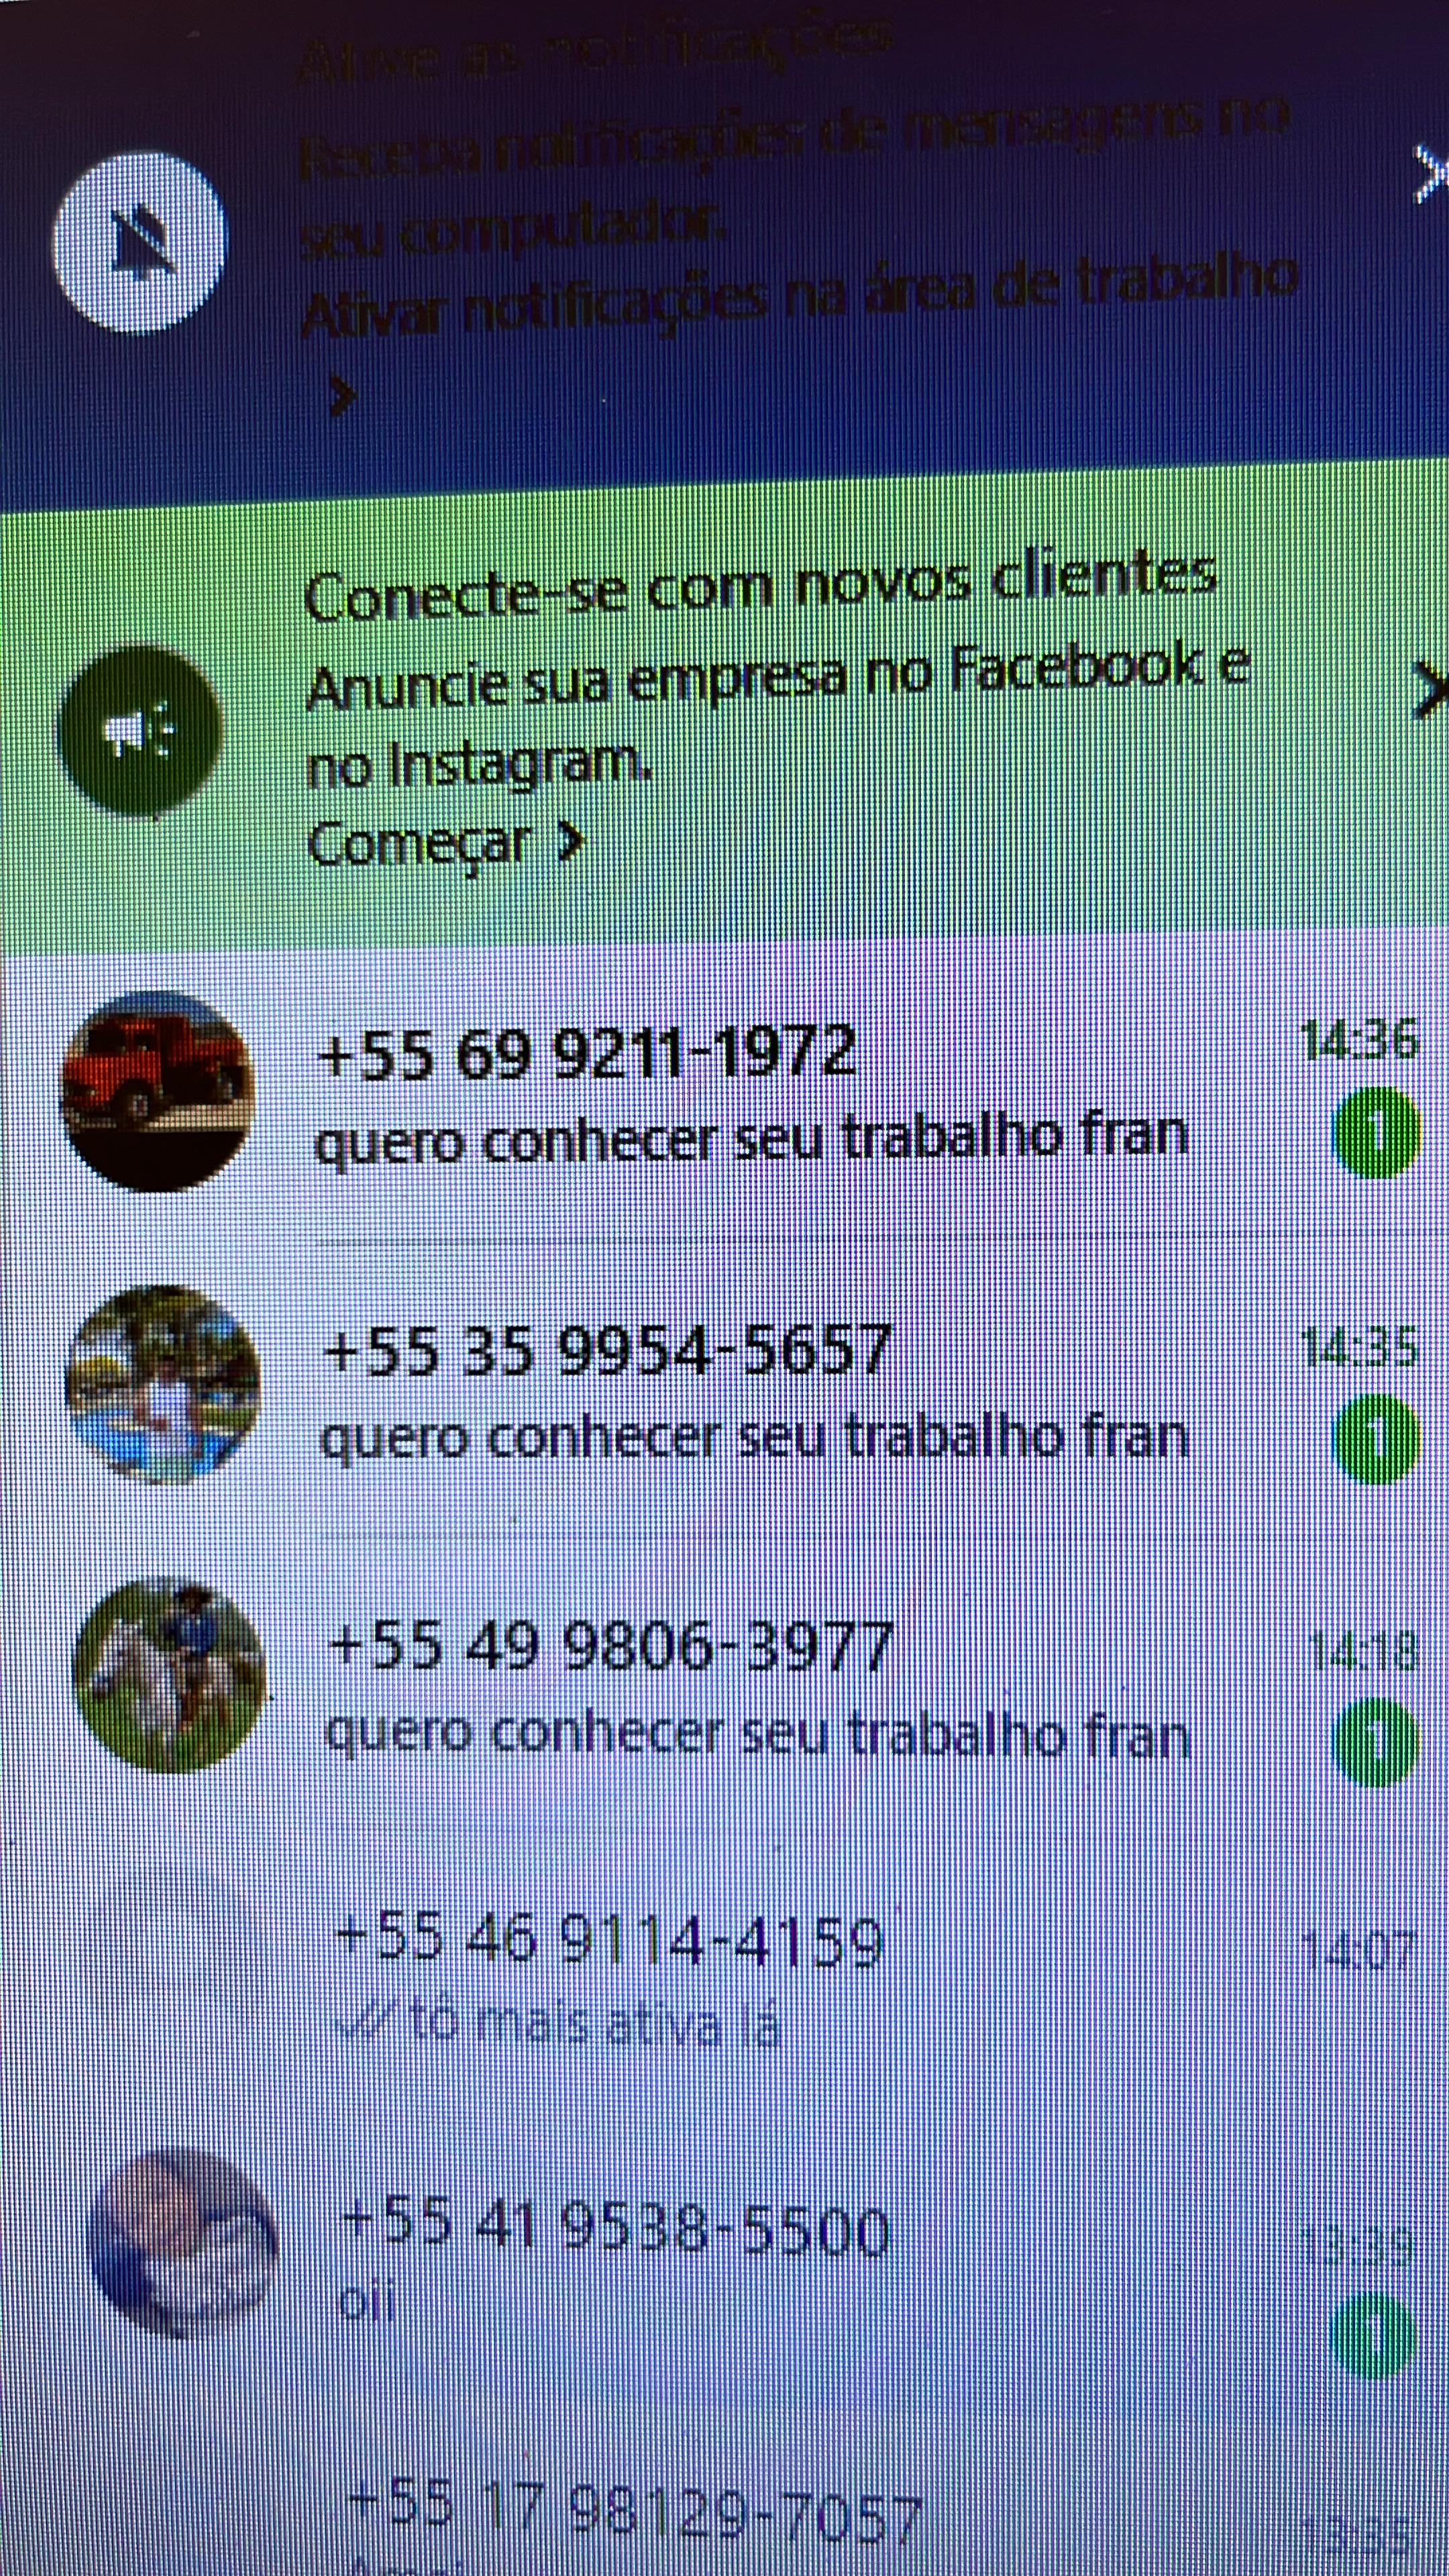 Ative as notificações
Receba notificações de mensagens no
seu computador.
Ativar notificações na área de trabalho
Conecte-se com novos clientes
Anuncie sua empresa no Facebook e
no Instagram.
Começar
+55 69 9211-1972
14:36
quero conhecer seu trabalho fran
1
+55 35 9954-5657
14:35
quero conhecer seu trabalho fran
1
+55 49 9806-3977
14:18
quero conhecer seu trabalho fran
1
+55 46 9114-4159
14:07
tô mais ativa lá
+55 41 9538-5500
13:39
oii
1
+55 17 98129-7057